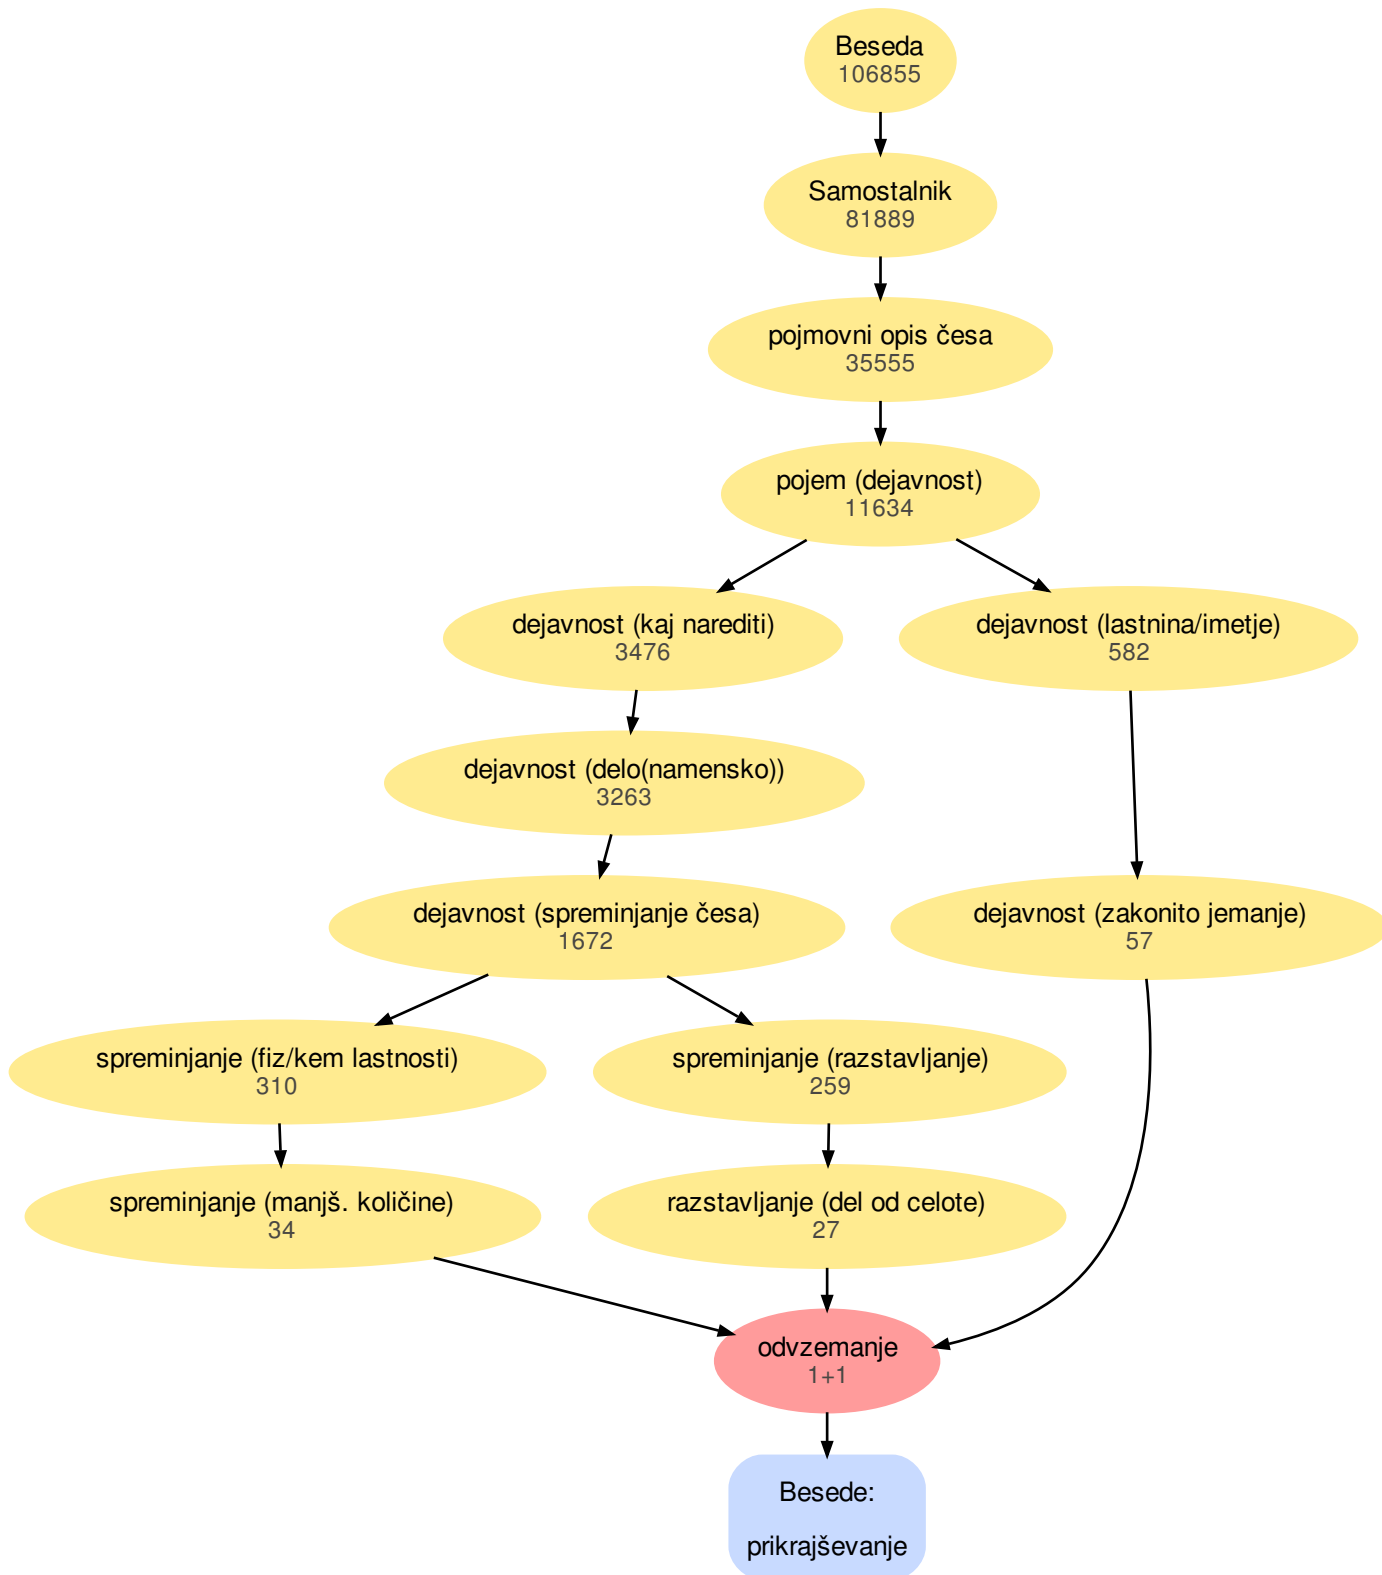 Beseda
106855
Samostalnik
81889
pojmovni opis česa
35555
pojem (dejavnost)
11634
dejavnost (kaj narediti)
3476
dejavnost (lastnina/imetje)
582
dejavnost (delo(namensko))
3263
dejavnost (spreminjanje česa)
1672
dejavnost (zakonito jemanje)
57
spreminjanje (fiz/kem lastnosti)
310
spreminjanje (razstavljanje)
259
spreminjanje (manjš. količine)
34
razstavljanje (del od celote)
27
odvzemanje
1+1
Besede:
prikrajševanje